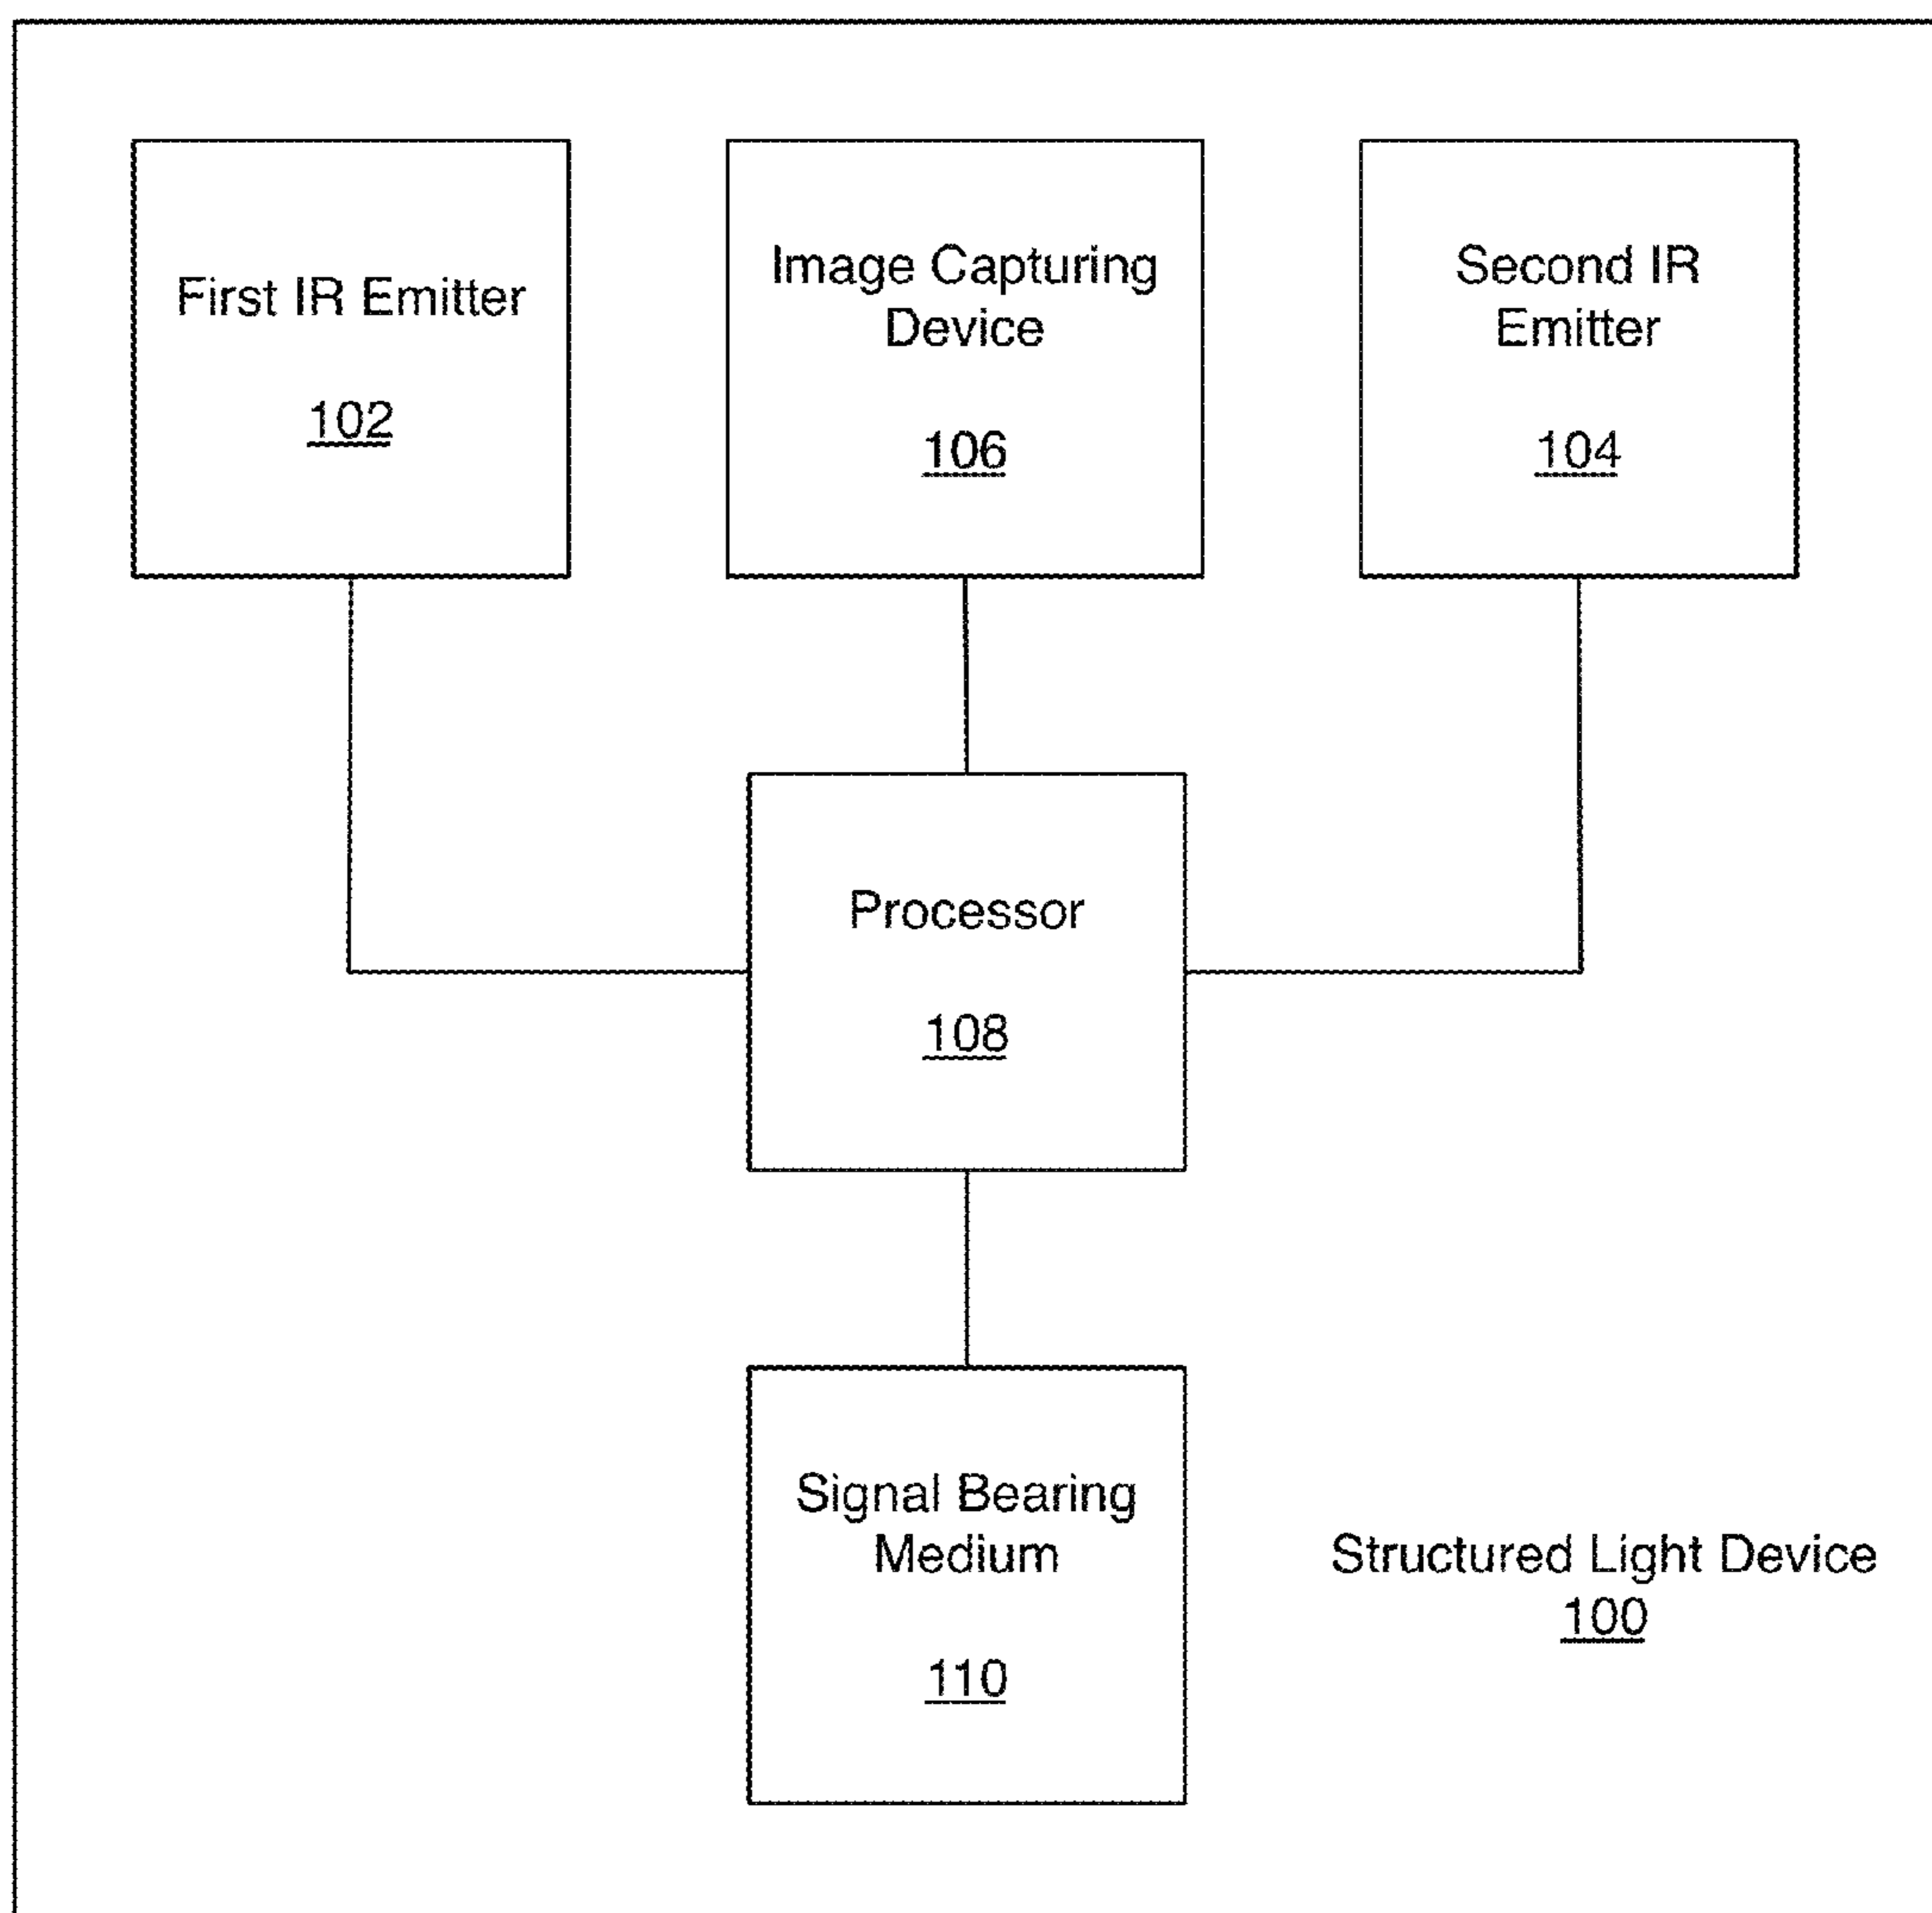 First IR Emitter
102
Image Capturing
Device
106
Second IR
Emitter
104
Processor
108
Signal Bearing
Medium
110
Structured Light Device
100